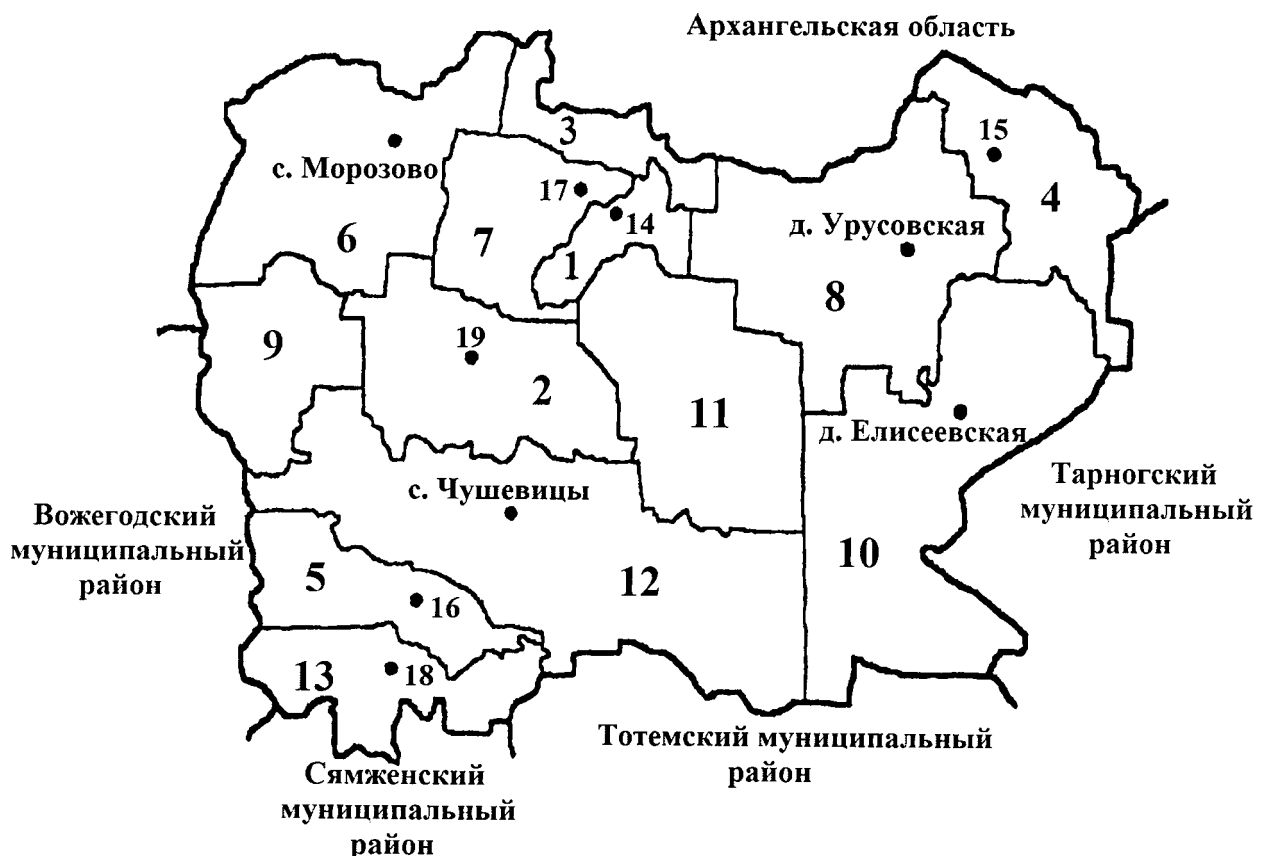 Архангельская область
3
15
с. Морозово
17
14
4
д. Урусовская
6
7
1
8
9
19
2
11
д. Елисеевская
с. Чушевицы
Тарногский
муниципальный
район
Вожегодский
муниципальный
район
10
5
12
16
13
18
Тотемский муниципальный
район
Сямженский
муниципальный
район